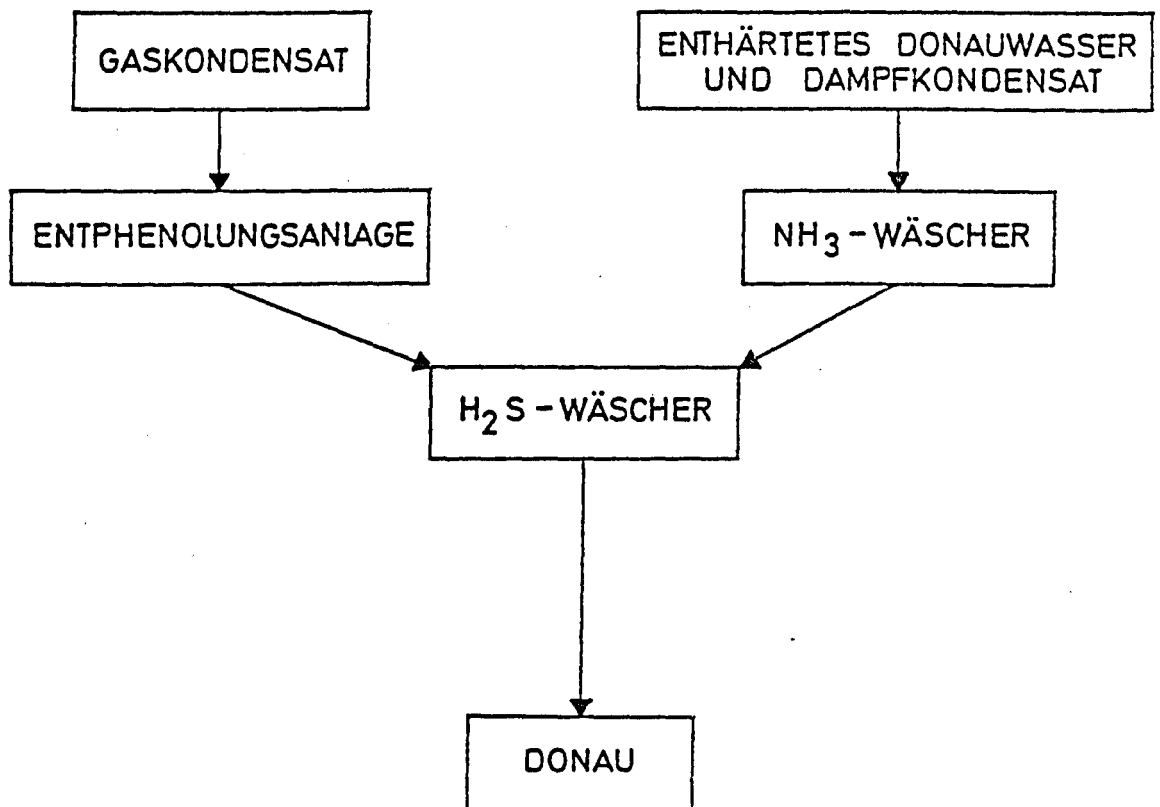 GASKONDENSAT
ENTHÄRTETES DONAUWASSER
UND DAMPFKONDENSAT
ENTPHENOLUNGSANLAGE
NH₃-WÄSCHER
H₂S-WÄSCHER
DONAU